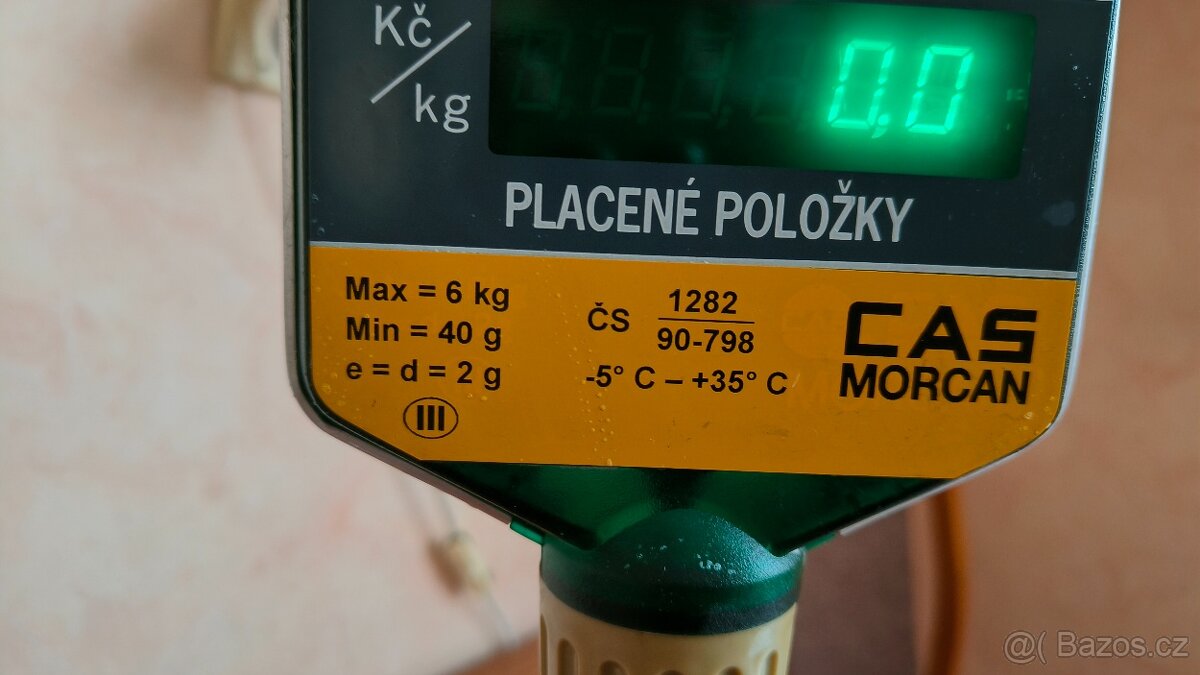 Kč/kg
0,0
PLACENÉ POLOŽKY
Max = 6 kg
Min = 40 g
e = d = 2 g
III
ČS 1282/90-798
-5° C – +35° C
CAS
MORCAN
@( Bazos.cz